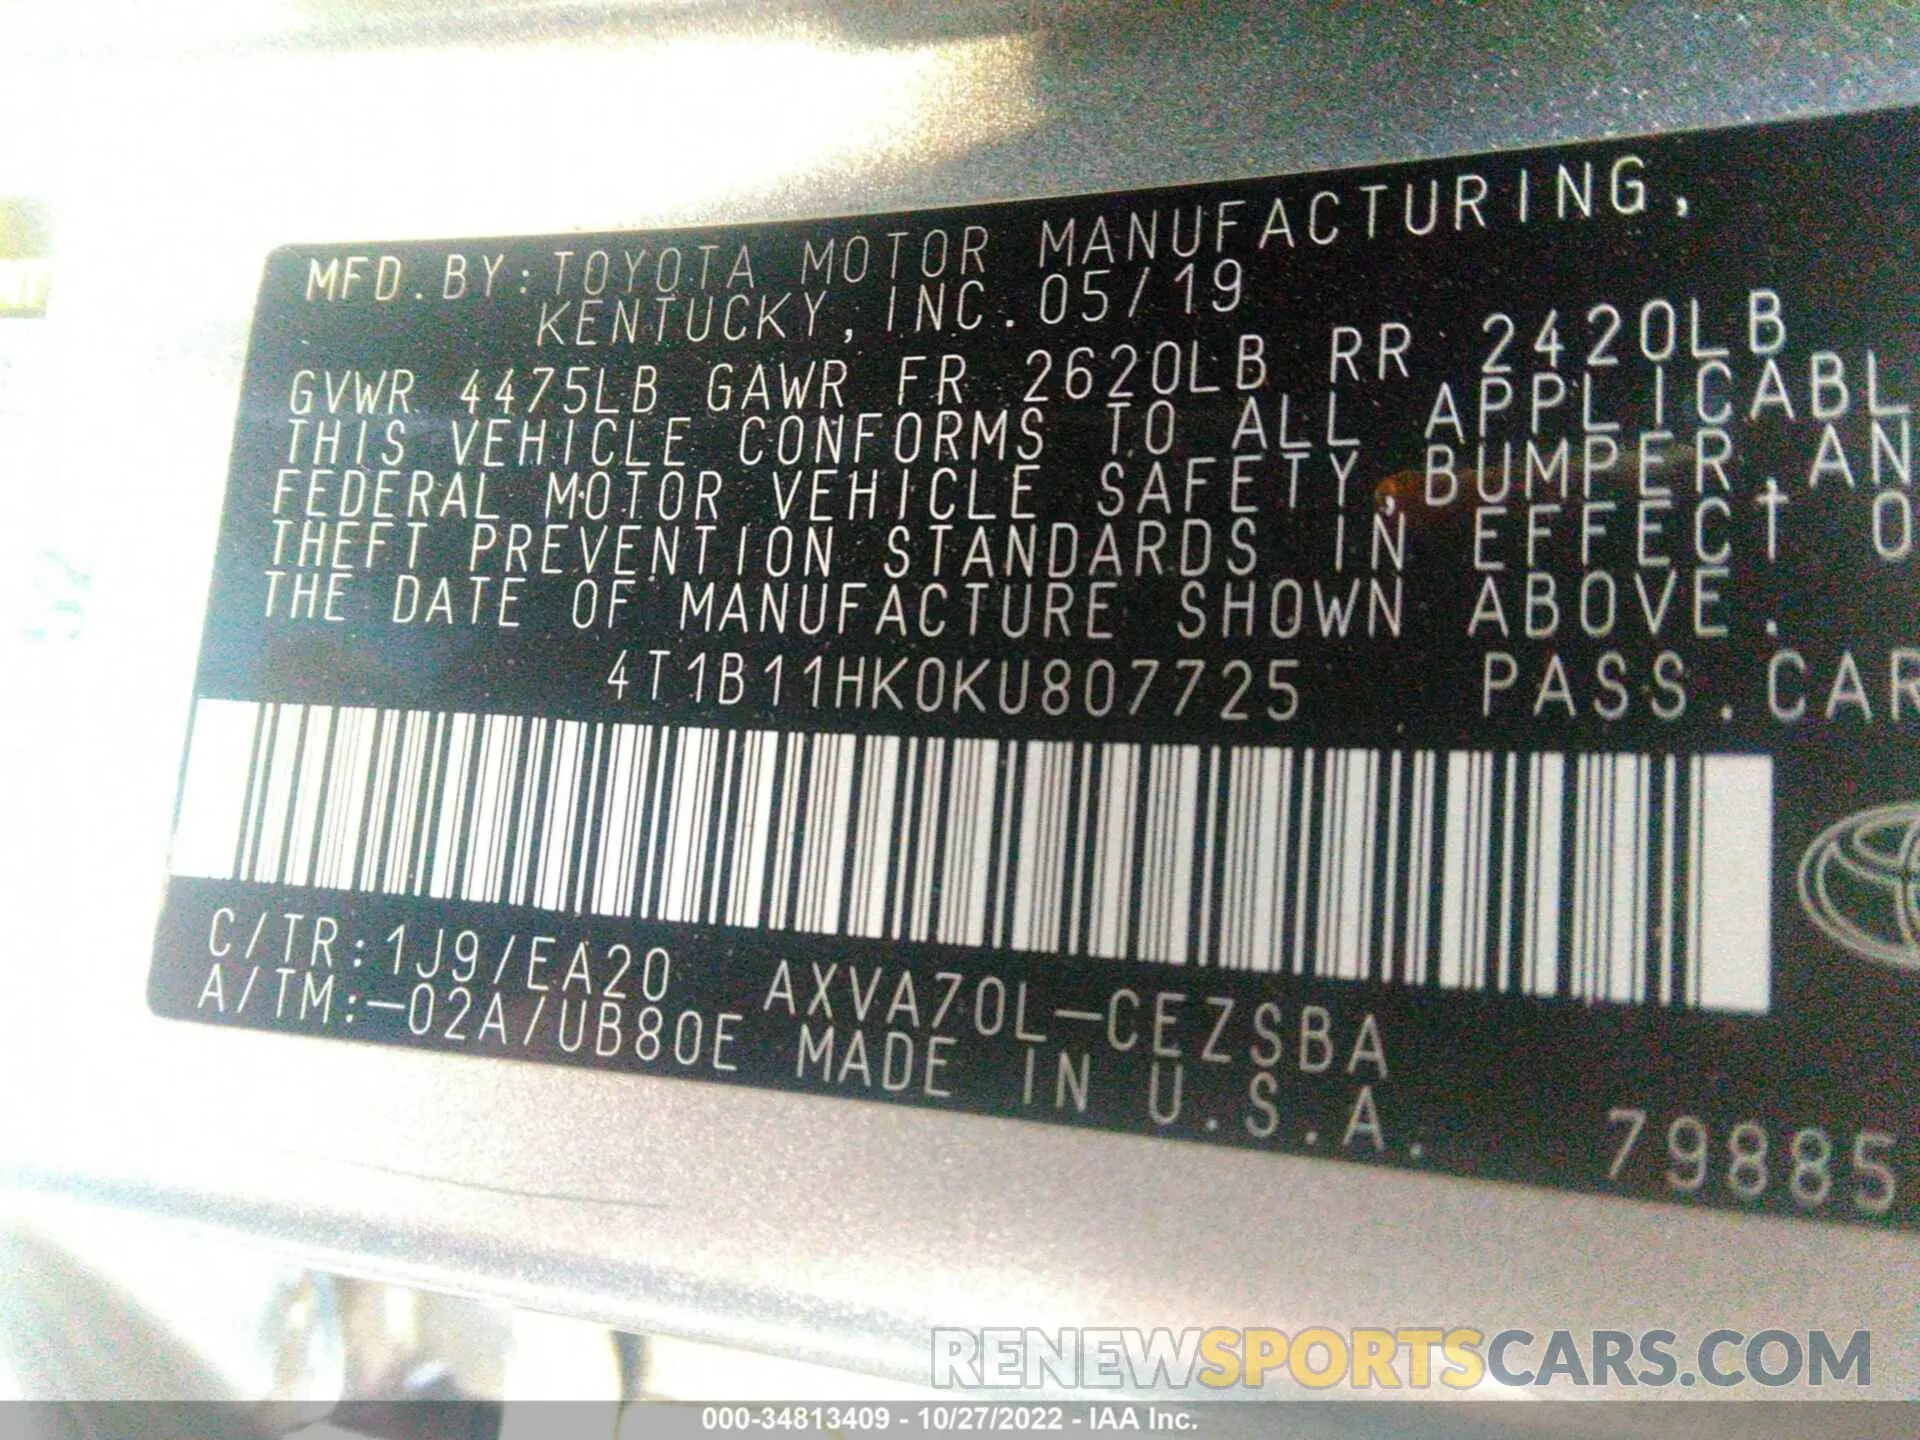 MFD.BY:TOYOTA MOTOR MANUFACTURING,
KENTUCKY, INC. 05/19
GVWR 4475LB GAWR FR 2620LB RR 2420LB
THIS VEHICLE CONFORMS TO ALL APPLICABL
FEDERAL MOTOR VEHICLE SAFETY,BUMPER,AN
THEFT PREVENTION STANDARDS IN EFFECT O
THE DATE OF MANUFACTURE SHOWN ABOVE.
4T1B11HK0KU807725 PASS.CAR
C/TR:1J9/EA20 AXVA70L-CEZSBA
A/TM:-02A/UB80E MADE IN U.S.A.
79885
RENEWSPORTSCARS.COM
000-34813409 - 10/27/2022 - IAA Inc.